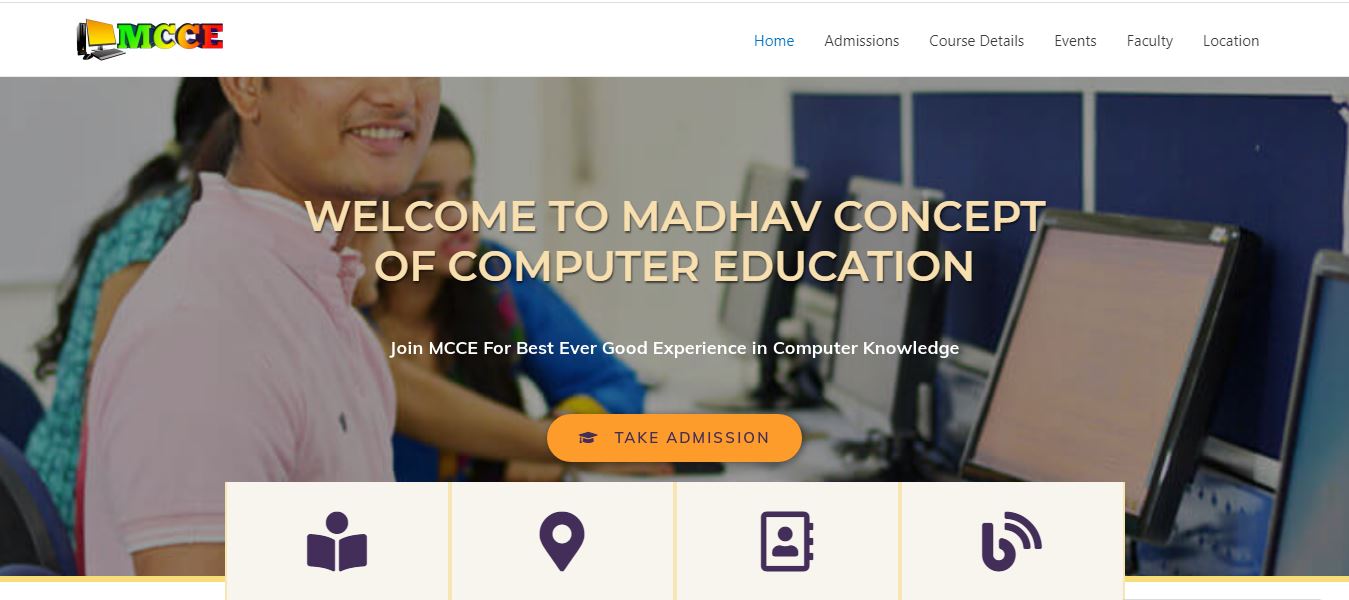 MCCE
Home Admissions Course Details Events Faculty Location
WELCOME TO MADHAV CONCEPT
OF COMPUTER EDUCATION
Join MCCE For Best Ever Good Experience in Computer Knowledge
TAKE ADMISSION